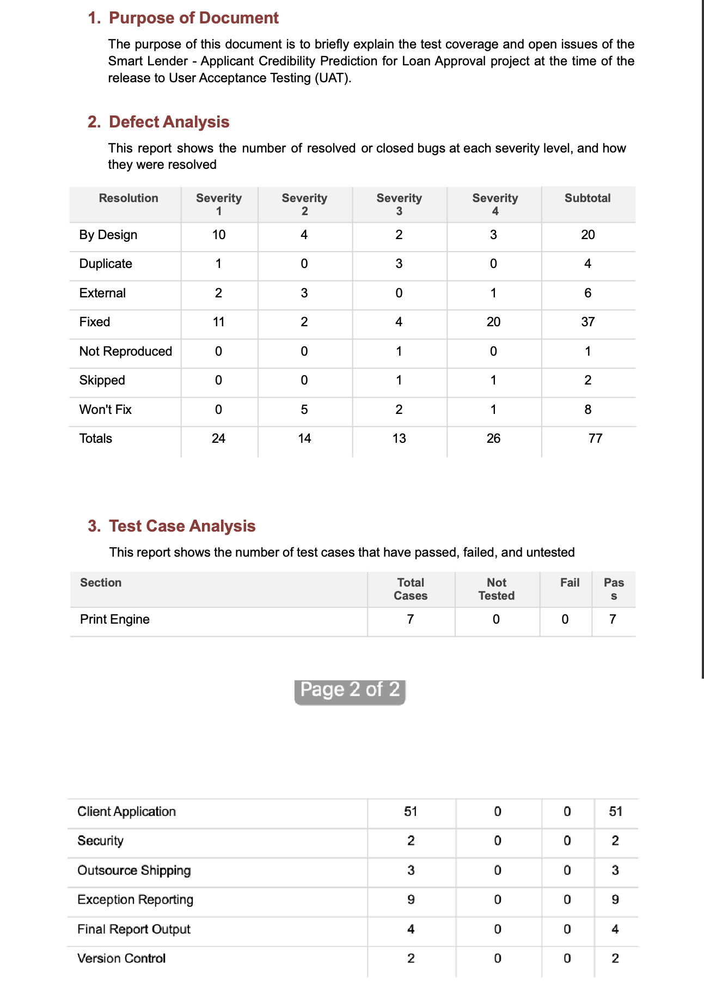 1. Purpose of Document
The purpose of this document is to briefly explain the test coverage and open issues of the
Smart Lender - Applicant Credibility Prediction for Loan Approval project at the time of the
release to User Acceptance Testing (UAT).
2. Defect Analysis
This report shows the number of resolved or closed bugs at each severity level, and how
they were resolved
Resolution Severity 1 Severity 2 Severity 3 Severity 4 Subtotal
By Design 10 4 2 3 20
Duplicate 1 0 3 0 4
External 2 3 0 1 6
Fixed 11 2 4 20 37
Not Reproduced 0 0 1 0 1
Skipped 0 0 1 1 2
Won't Fix 0 5 2 1 8
Totals 24 14 13 26 77
3. Test Case Analysis
This report shows the number of test cases that have passed, failed, and untested
Section Total Cases Not Tested Fail Pass
Print Engine 7 0 0 7
Page 2 of 2
Client Application 51 0 0 51
Security 2 0 0 2
Outsource Shipping 3 0 0 3
Exception Reporting 9 0 0 9
Final Report Output 4 0 0 4
Version Control 2 0 0 2